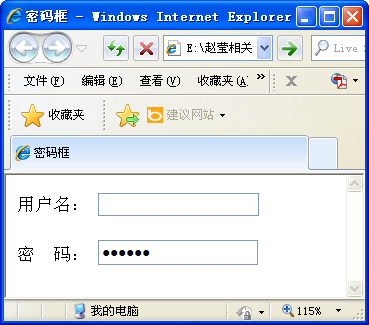 密码框 - Windows Internet Explorer
E:\赵莹相关
Live S
文件(F) 编辑(E) 查看(V) 收藏夹(A) »
收藏夹 建议网站
密码框
用户名：
密 码： ●●●●●●
我的电脑 115%